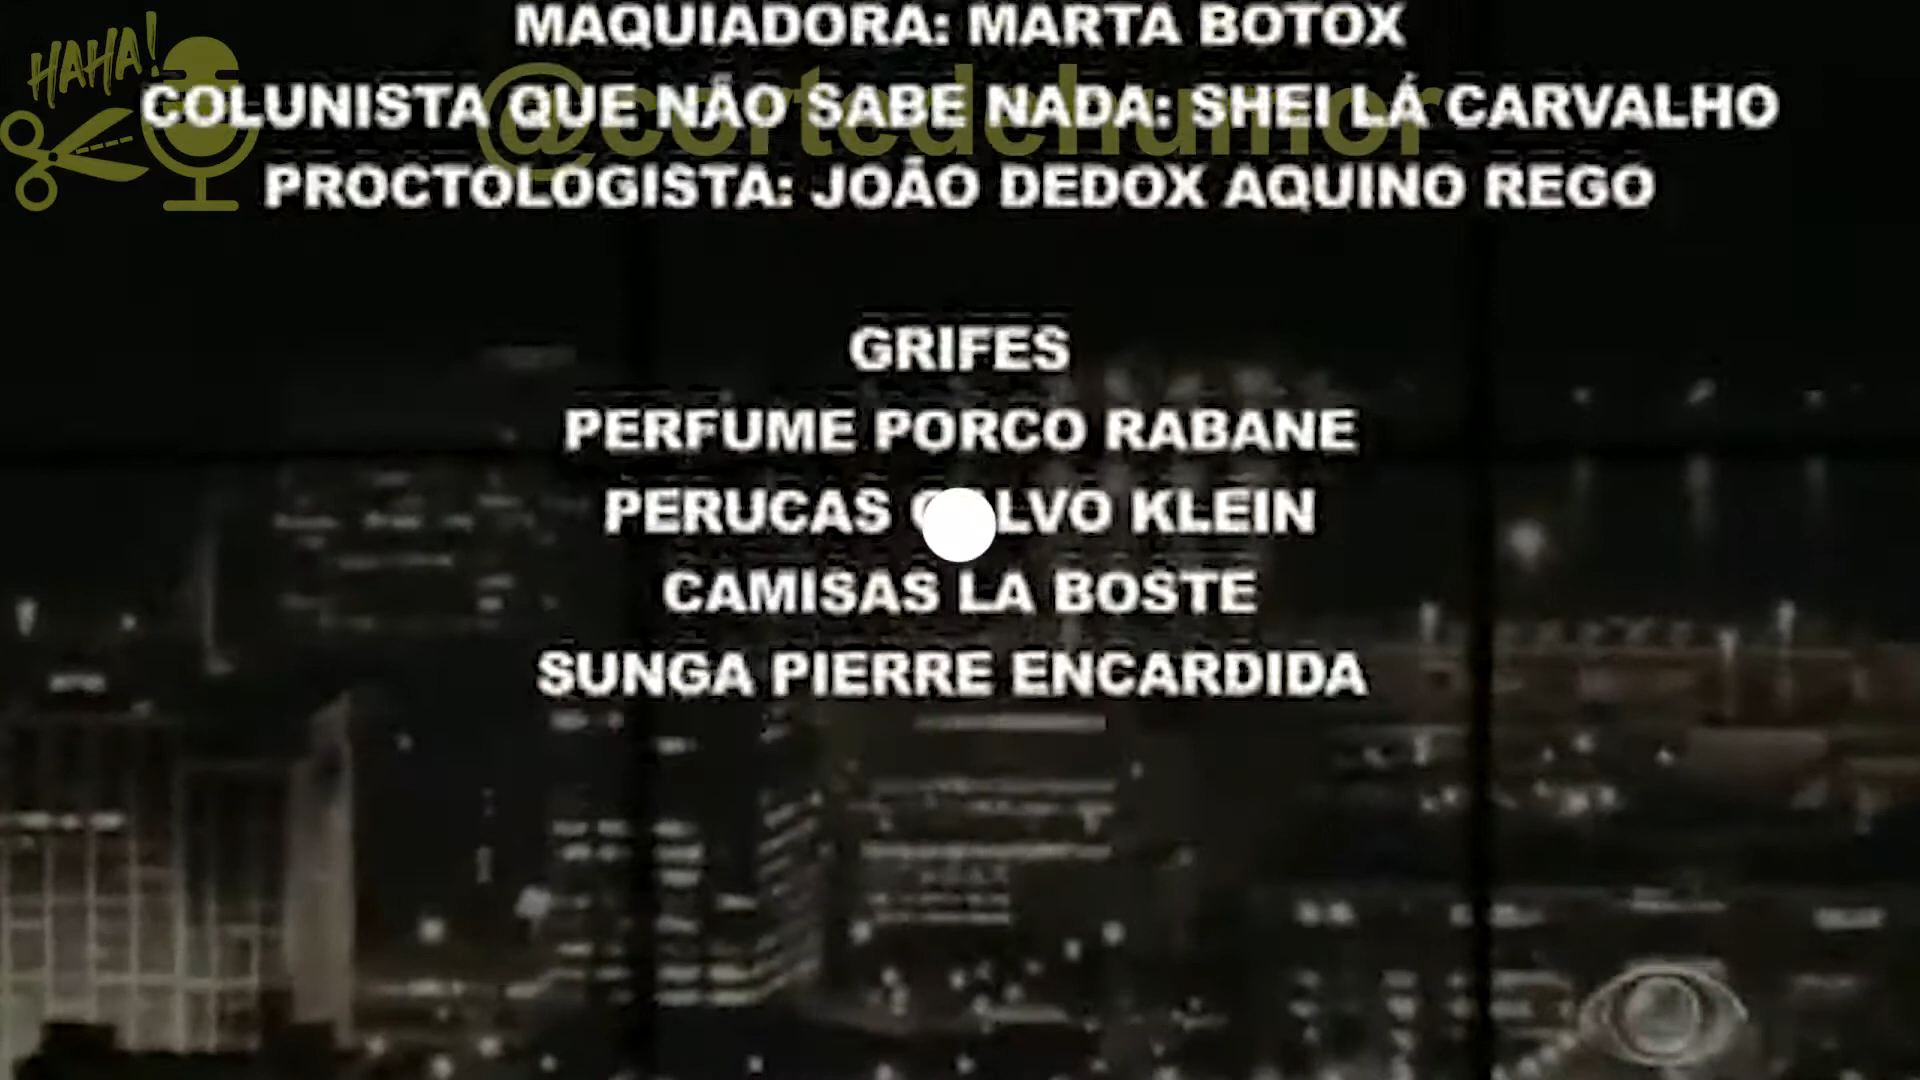 MAQUIADORA: MARTA BOTOX
HAHA!
COLUNISTA QUE NÃO SABE NADA: SHEI LÁ CARVALHO
@cortedehumor
PROCTOLOGISTA: JOÃO DEDOX AQUINO REGO
GRIFES
PERFUME PORCO RABANE
PERUCAS CALVO KLEIN
CAMISAS LA BOSTE
SUNGA PIERRE ENCARDIDA